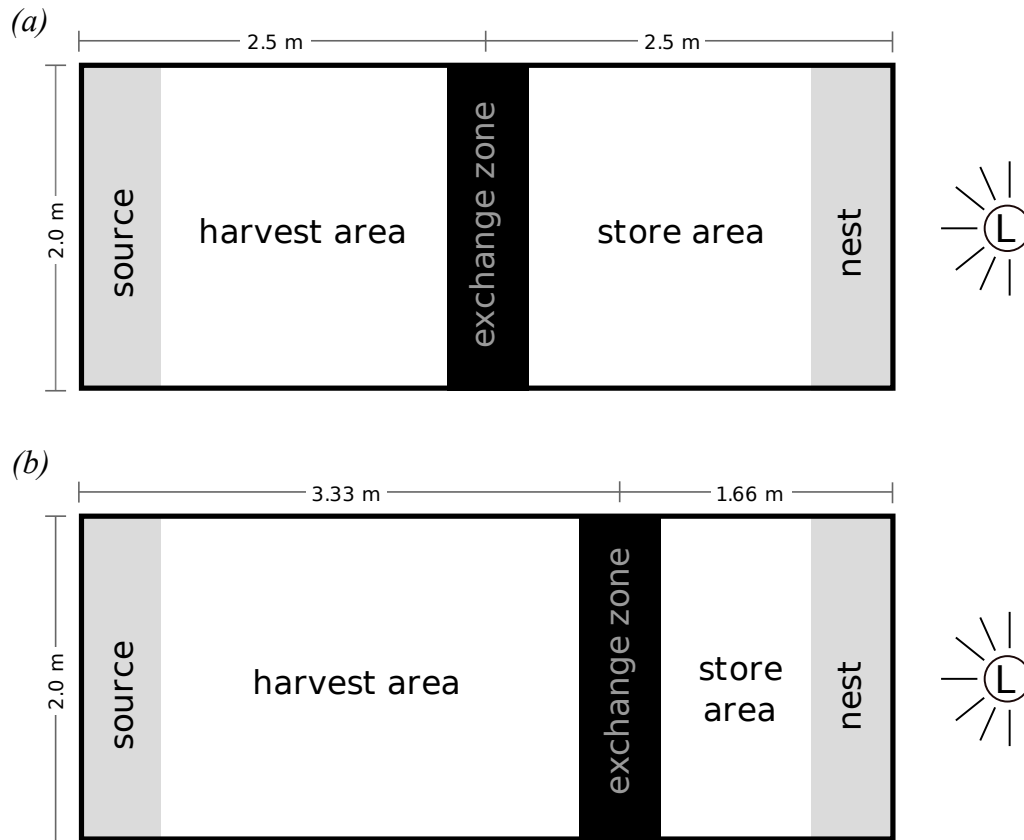 (a)
2.5 m
2.5 m
2.0 m
source
harvest area
exchange zone
store area
nest
L
(b)
3.33 m
1.66 m
2.0 m
source
harvest area
exchange zone
store
area
nest
L